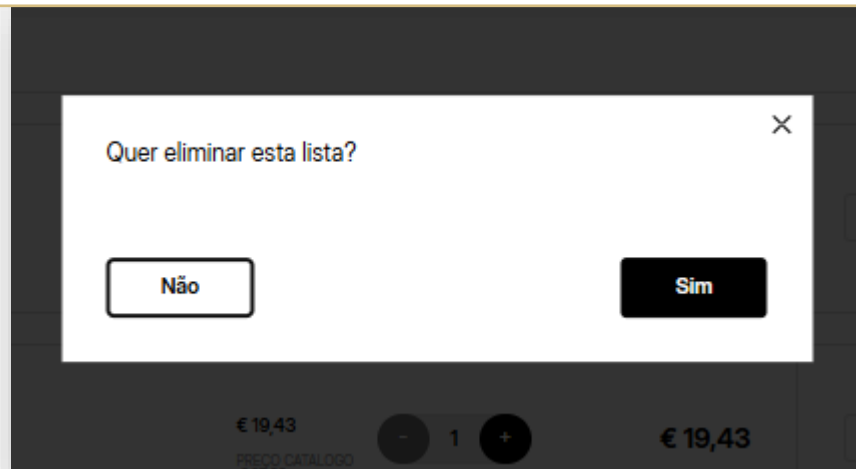 Quer eliminar esta lista?
Não
Sim
€ 19,43
- 1 +
€ 19,43
PREÇO CATALOGO